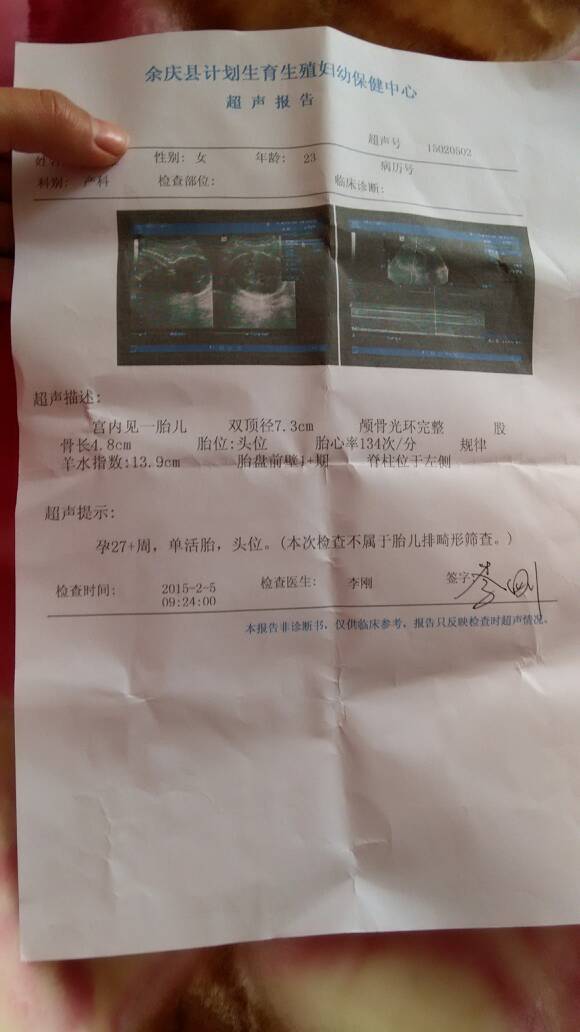 余庆县计划生育生殖妇幼保健中心
超声报告
超声号 15020502
性别: 女 年龄: 23 病历号
科别: 产科 检查部位: 临床诊断:
超声描述:
宫内见一胎儿 双顶径7.3cm 颅骨光环完整 股
骨长4.8cm 胎位:头位 胎心率134次/分 规律
羊水指数:13.9cm 胎盘前壁I+期 脊柱位于左侧
超声提示:
孕27+周,单活胎,头位。(本次检查不属于胎儿排畸形筛查。)
检查时间: 2015-2-5 检查医生: 李刚 签字: 李刚
09:24:00
本报告非诊断书,仅供临床参考,报告只反映检查时超声情况。